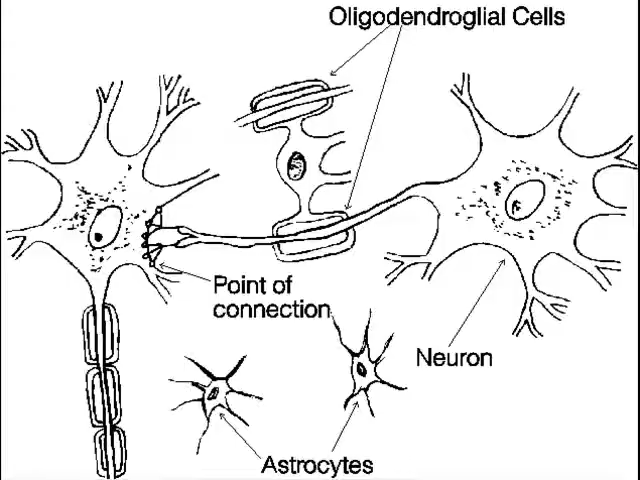 Oligodendroglial Cells
Point of
connection
Neuron
Astrocytes